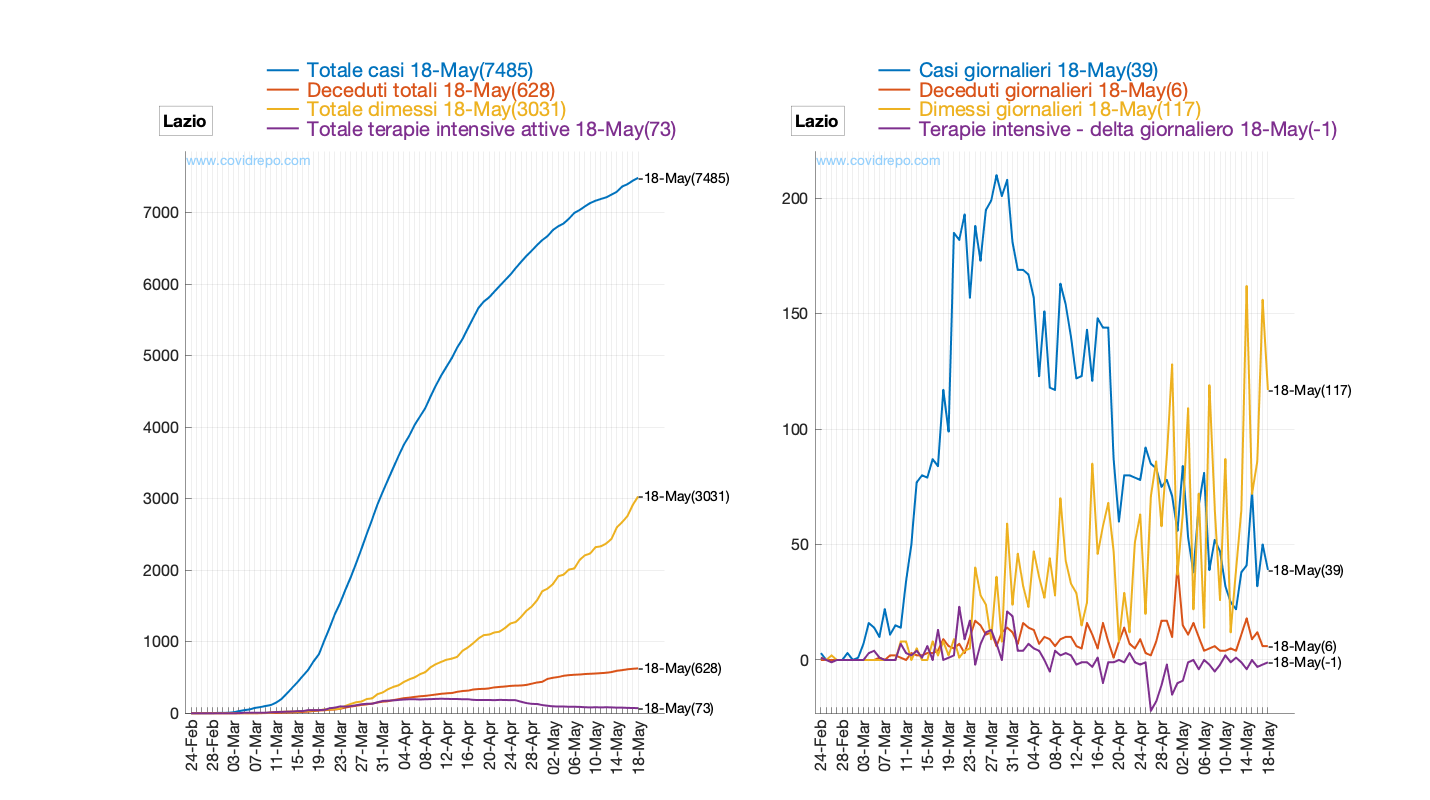 Totale casi 18-May(7485)
Deceduti totali 18-May(628)
Totale dimessi 18-May(3031)
Totale terapie intensive attive 18-May(73)
Lazio
www.covidrepo.com
18-May(7485)
7000
6000
5000
4000
3000
2000
1000
0
18-May(3031)
18-May(628)
18-May(73)
24-Feb
28-Feb
03-Mar
07-Mar
11-Mar
15-Mar
19-Mar
23-Mar
27-Mar
31-Mar
04-Apr
08-Apr
12-Apr
16-Apr
20-Apr
24-Apr
28-Apr
02-May
06-May
10-May
14-May
18-May
Casi giornalieri 18-May(39)
Deceduti giornalieri 18-May(6)
Dimessi giornalieri 18-May(117)
Terapie intensive - delta giornaliero 18-May(-1)
Lazio
www.covidrepo.com
200
150
100
50
0
18-May(117)
18-May(39)
18-May(6)
18-May(-1)
24-Feb
28-Feb
03-Mar
07-Mar
11-Mar
15-Mar
19-Mar
23-Mar
27-Mar
31-Mar
04-Apr
08-Apr
12-Apr
16-Apr
20-Apr
24-Apr
28-Apr
02-May
06-May
10-May
14-May
18-May